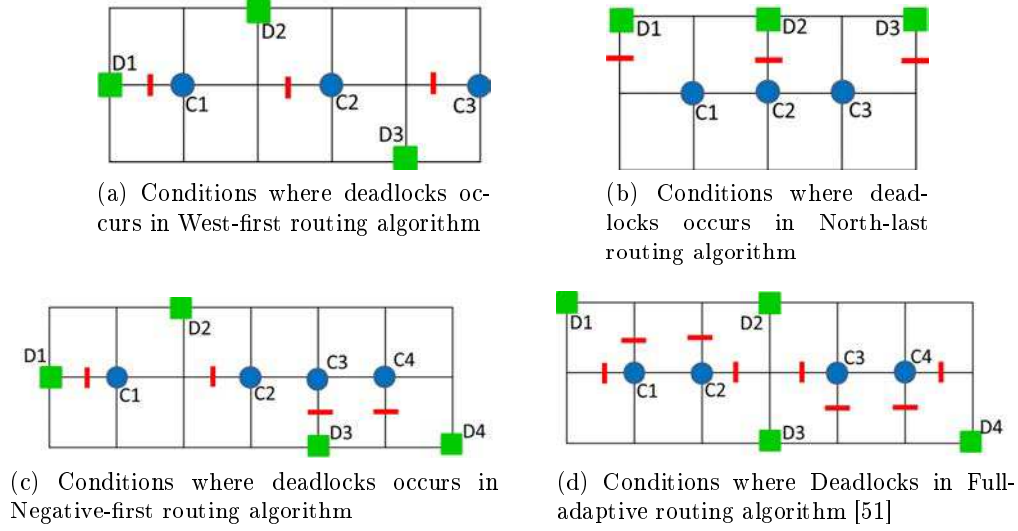 D2
D1
C1
C2
C3
D3
(a) Conditions where deadlocks oc-
curs in West-first routing algorithm
D1
D2
D3
C1
C2
C3
(b) Conditions where dead-
locks occurs in North-last
routing algorithm
D2
D1
C1
C2
C3
C4
D3
D4
(c) Conditions where deadlocks occurs in
Negative-first routing algorithm
D1
D2
C1
C2
C3
C4
D3
D4
(d) Conditions where Deadlocks in Full-
adaptive routing algorithm [51]